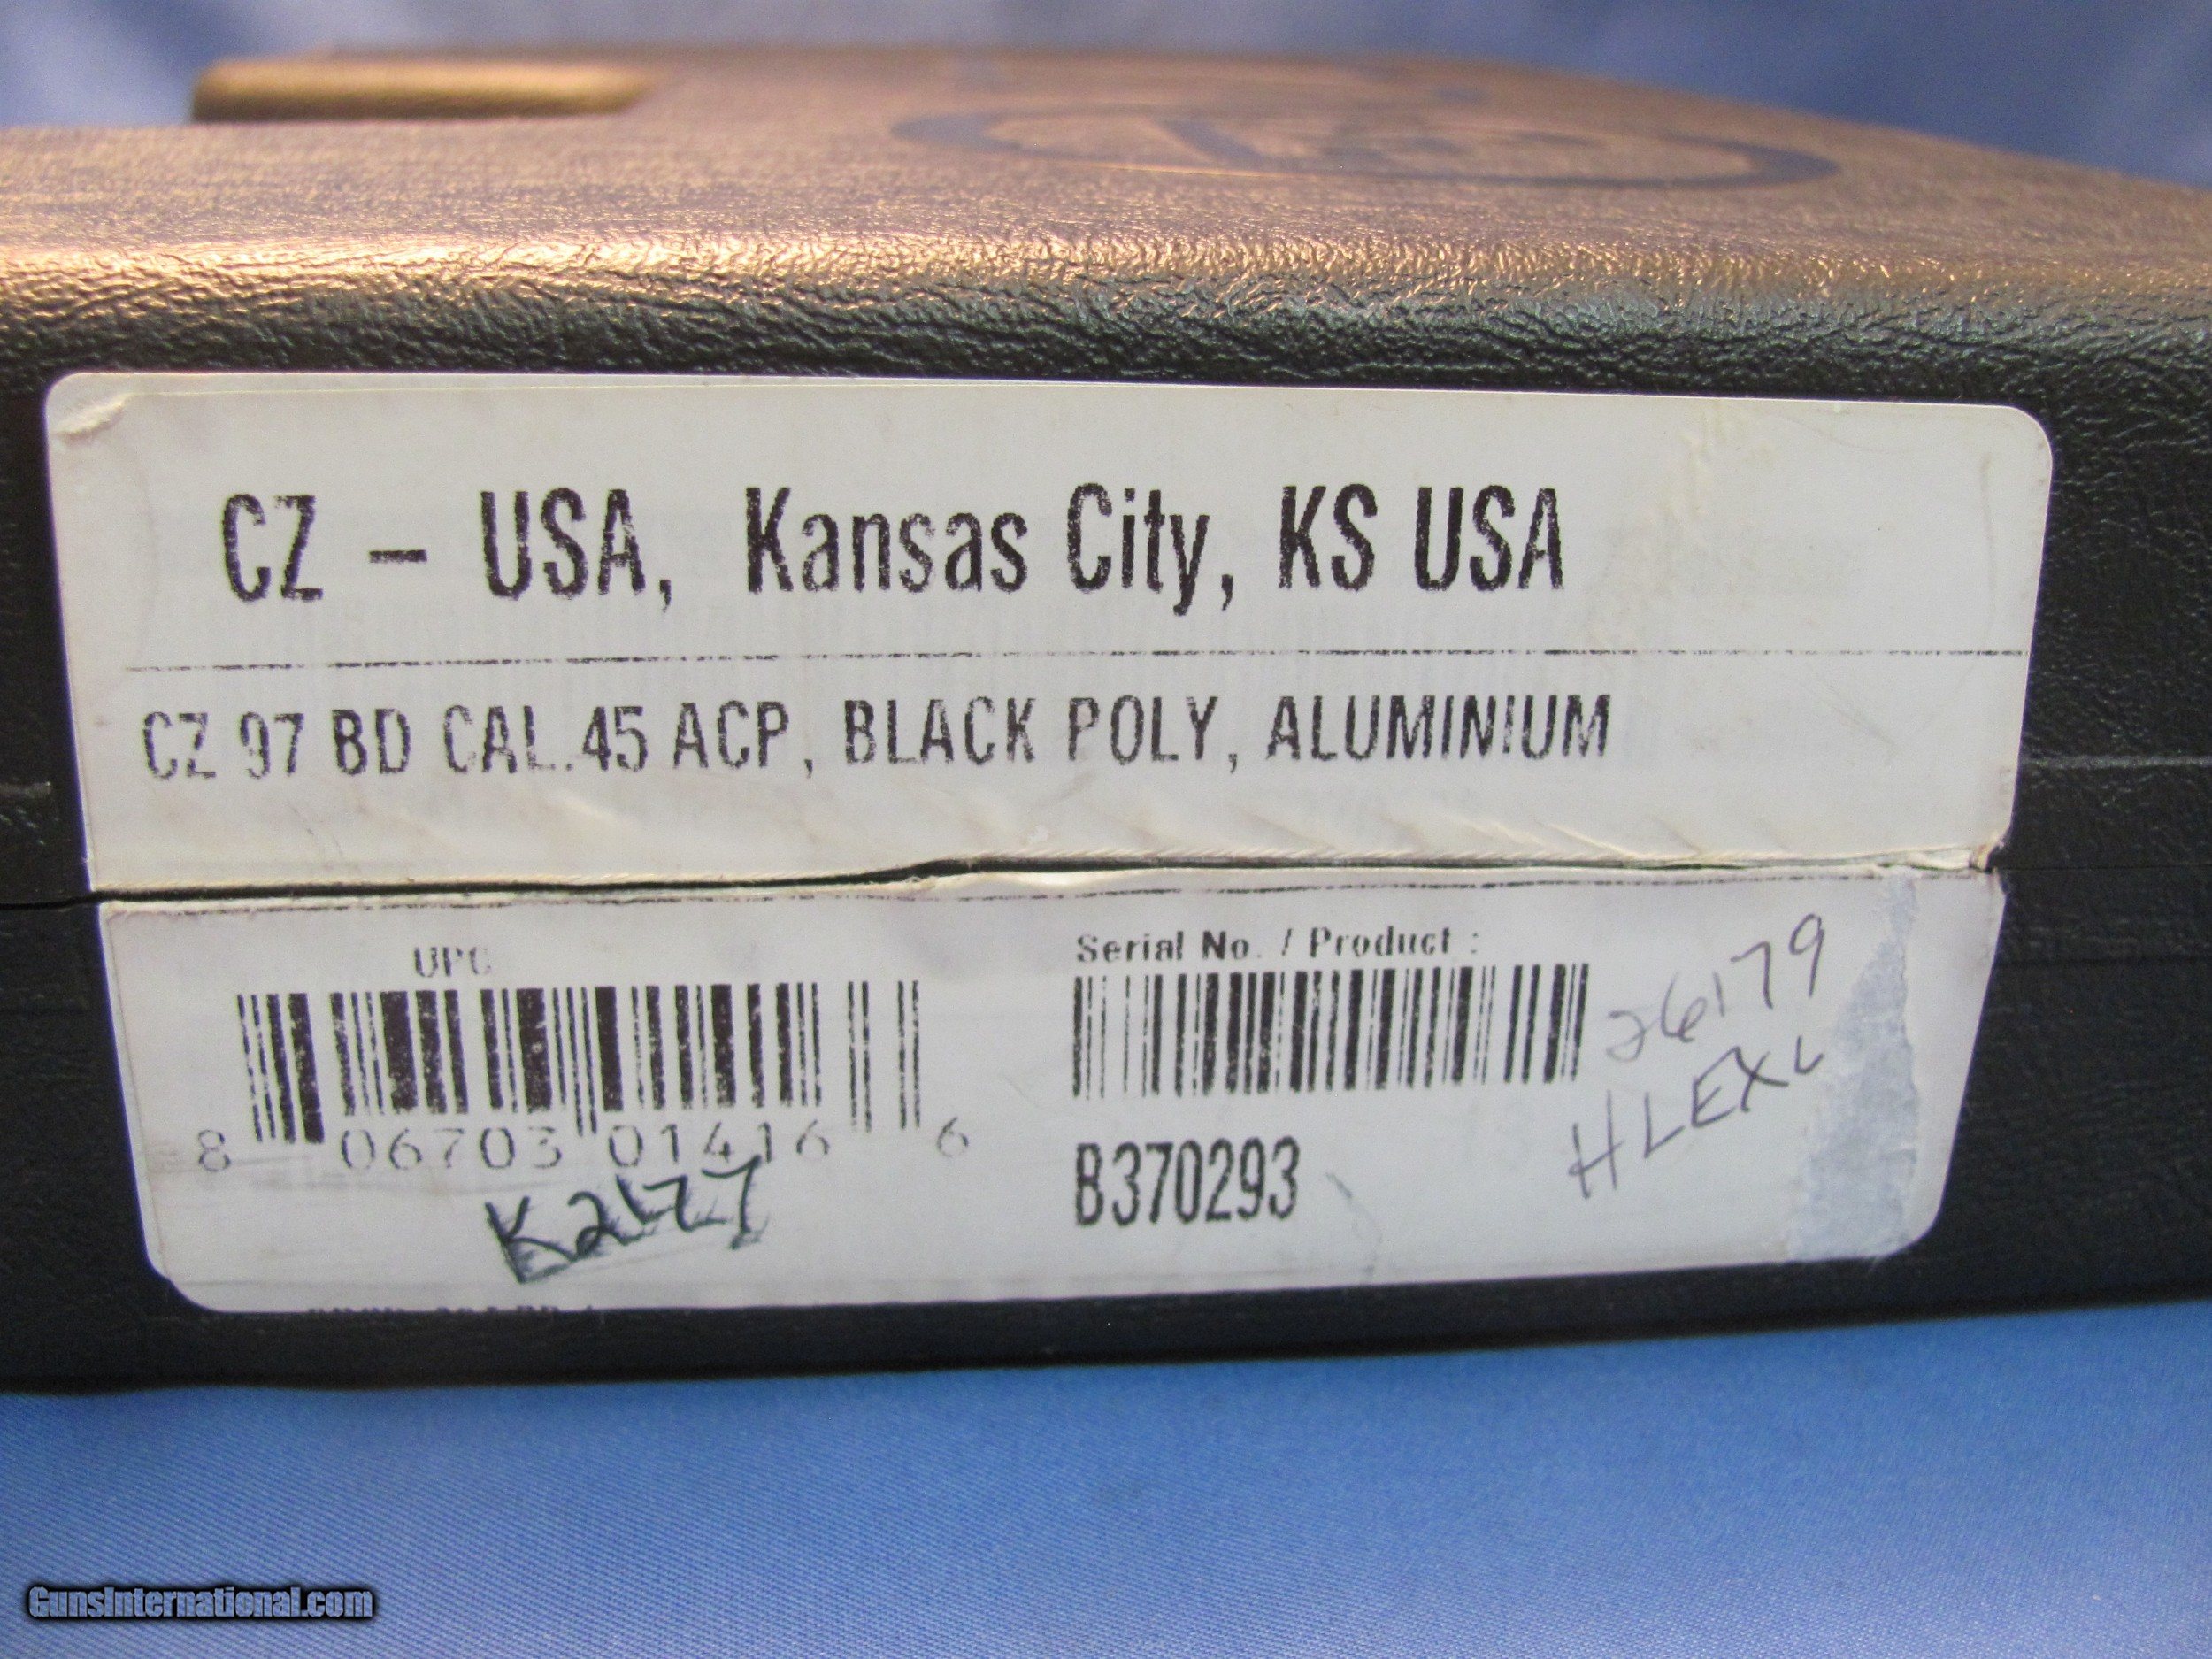 CZ – USA, Kansas City, KS USA
CZ 97 BD CAL.45 ACP, BLACK POLY, ALUMINIUM
UPC
8 06703 01416 6
K2177
Serial No. / Product :
B370293
26179
HLEXL
GunsInternational.com